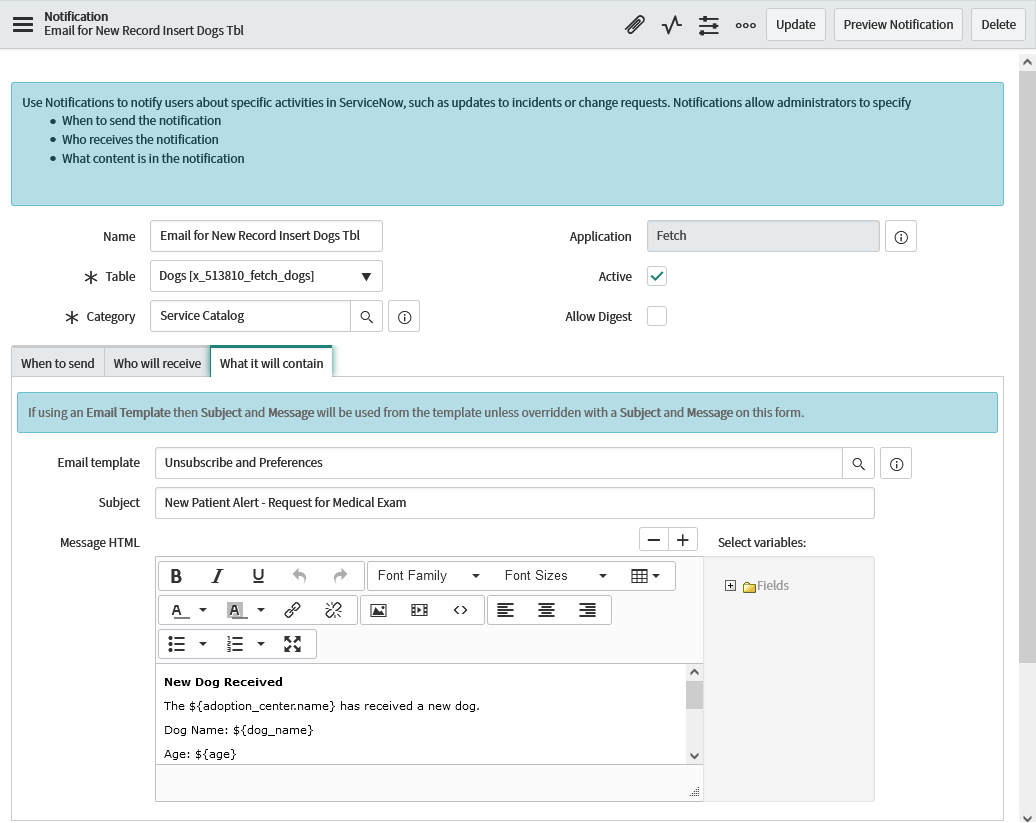 Notification
Email for New Record Insert Dogs Tbl
Update
Preview Notification
Delete
Use Notifications to notify users about specific activities in ServiceNow, such as updates to incidents or change requests. Notifications allow administrators to specify
• When to send the notification
• Who receives the notification
• What content is in the notification
Name
Email for New Record Insert Dogs Tbl
Application
Fetch
Table
Dogs [x_513810_fetch_dogs]
Active
Category
Service Catalog
Allow Digest
When to send
Who will receive
What it will contain
If using an Email Template then Subject and Message will be used from the template unless overridden with a Subject and Message on this form.
Email template
Unsubscribe and Preferences
Subject
New Patient Alert - Request for Medical Exam
Message HTML
Select variables:
B I U
Font Family
Font Sizes
A
A
Fields
New Dog Received
The ${adoption_center.name} has received a new dog.
Dog Name: ${dog_name}
Age: ${age}